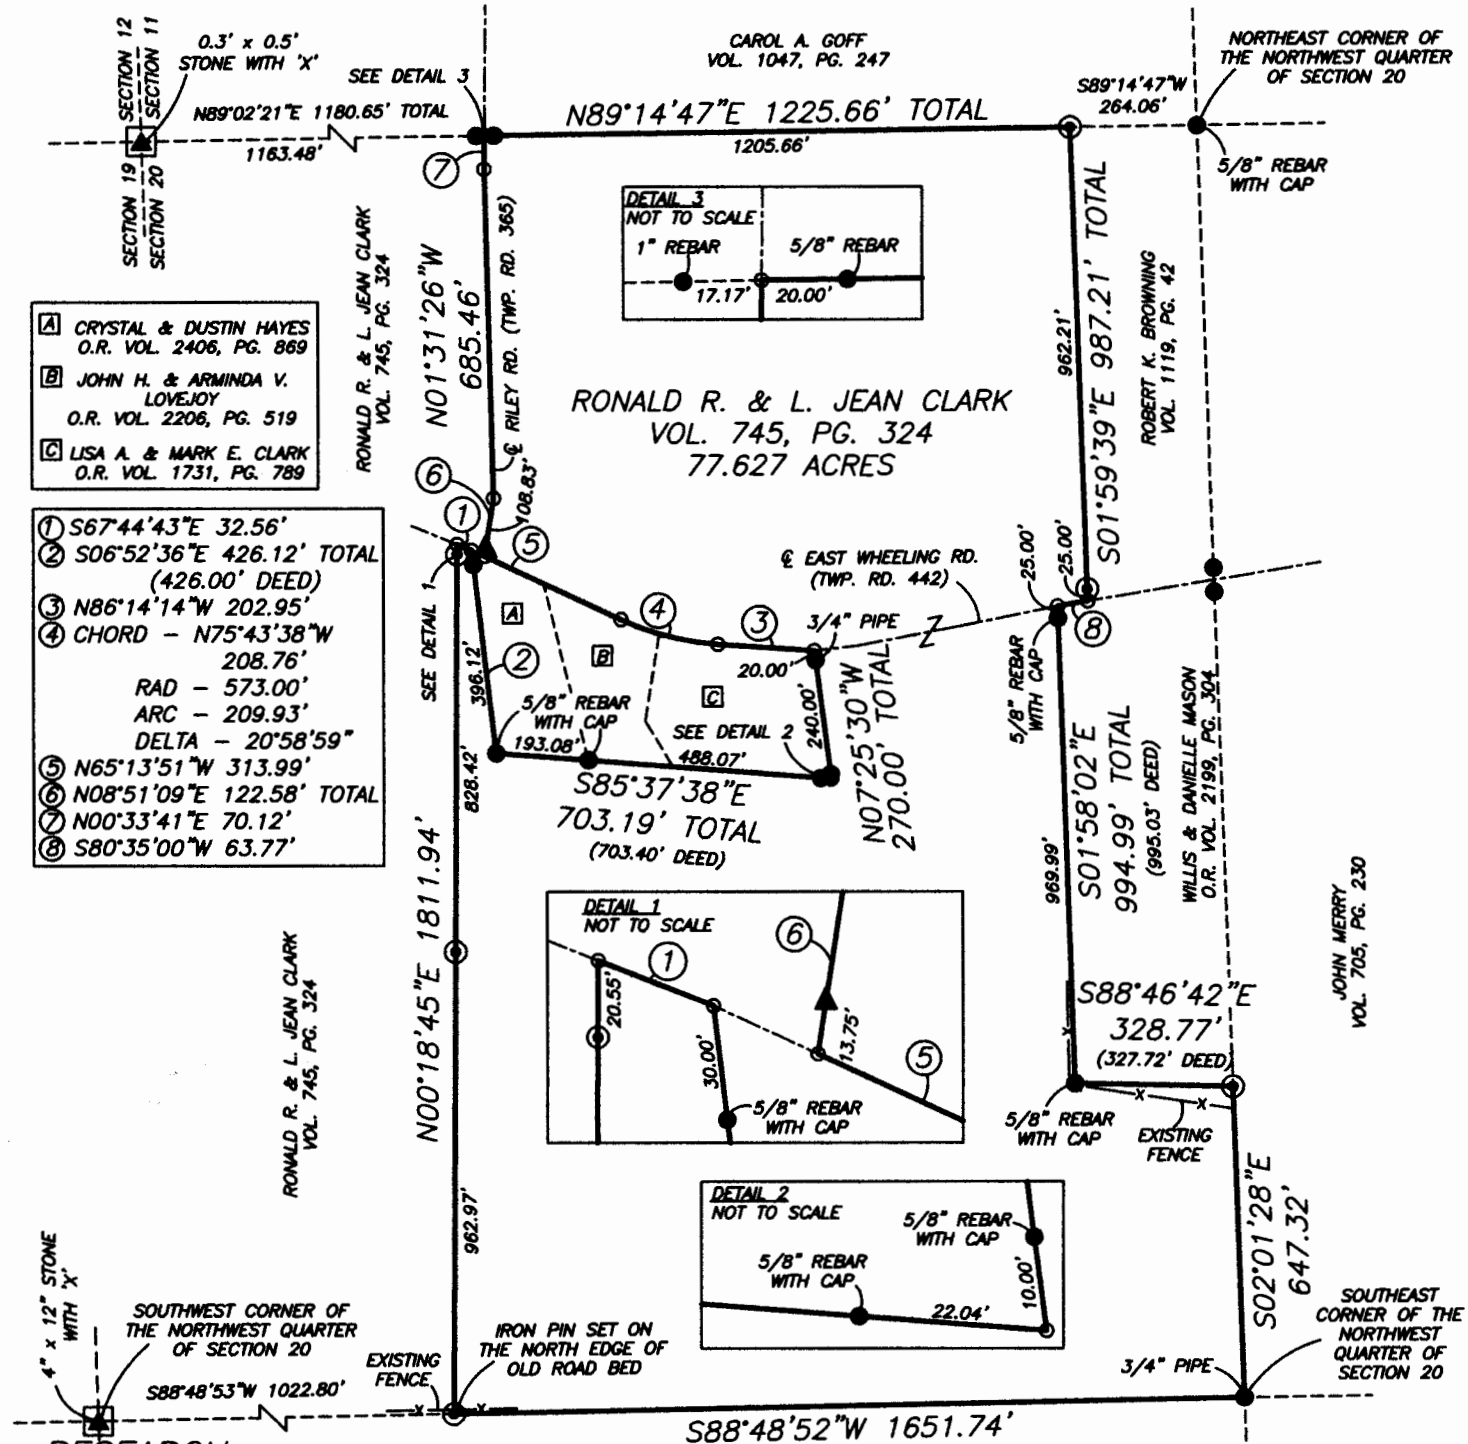 SECTION 12
SECTION 11
0.3' x 0.5'
STONE WITH 'X'
SEE DETAIL 3
CAROL A. GOFF
VOL. 1047, PG. 247
NORTHEAST CORNER OF
THE NORTHWEST QUARTER
OF SECTION 20
S89°14'47"W
264.06'
N89°02'21"E 1180.65' TOTAL
1163.48'
N89°14'47"E 1225.66' TOTAL
1205.66'
5/8" REBAR
WITH CAP
SECTION 19
SECTION 20
7
DETAIL 3
NOT TO SCALE
1" REBAR
5/8" REBAR
17.17'
20.00'
RONALD R. & L. JEAN CLARK
VOL. 745, PG. 324
N01°31'26"W
685.46'
℄ RILEY RD. (TWP. RD. 365)
962.21'
S01°59'39"E 987.21' TOTAL
ROBERT K. BROWNING
VOL. 1119, PG. 42
A CRYSTAL & DUSTIN HAYES
O.R. VOL. 2406, PG. 869
B JOHN H. & ARMINDA V.
LOVEJOY
O.R. VOL. 2206, PG. 519
C LISA A. & MARK E. CLARK
O.R. VOL. 1731, PG. 789
RONALD R. & L. JEAN CLARK
VOL. 745, PG. 324
77.627 ACRES
6
108.83'
1
5
1 S67°44'43"E 32.56'
2 S06°52'36"E 426.12' TOTAL
(426.00' DEED)
3 N86°14'14"W 202.95'
4 CHORD - N75°43'38"W
208.76'
RAD - 573.00'
ARC - 209.93'
DELTA - 20°58'59"
5 N65°13'51"W 313.99'
6 N08°51'09"E 122.58' TOTAL
7 N00°33'41"E 70.12'
8 S80°35'00"W 63.77'
SEE DETAIL 1
℄ EAST WHEELING RD.
(TWP. RD. 442)
25.00'
25.00'
8
A
4
3
3/4" PIPE
20.00'
B
C
2
396.12'
5/8" REBAR
WITH CAP
193.08'
SEE DETAIL 2
488.07'
240.00'
N07°25'30"W
270.00' TOTAL
S85°37'38"E
703.19' TOTAL
(703.40' DEED)
828.42'
5/8" REBAR
WITH CAP
969.99'
S01°58'02"E
994.99' TOTAL
(995.03' DEED)
WILLIS & DANIELLE MASON
O.R. VOL. 2199, PG. 304
JOHN MERRY
VOL. 705, PG. 230
N00°18'45"E 1811.94'
DETAIL 1
NOT TO SCALE
1
6
20.55'
13.75'
30.00'
5
5/8" REBAR
WITH CAP
S88°46'42"E
328.77'
(327.72' DEED)
X
5/8" REBAR
WITH CAP
X X
EXISTING
FENCE
RONALD R. & L. JEAN CLARK
VOL. 745, PG. 324
962.97'
DETAIL 2
NOT TO SCALE
5/8" REBAR
WITH CAP
5/8" REBAR
WITH CAP
22.04'
10.00'
S02°01'28"E
647.32'
4" x 12" STONE
WITH 'X'
SOUTHWEST CORNER OF
THE NORTHWEST QUARTER
OF SECTION 20
S88°48'53"W 1022.80'
EXISTING
FENCE
X X
IRON PIN SET ON
THE NORTH EDGE OF
OLD ROAD BED
3/4" PIPE
SOUTHEAST
CORNER OF THE
NORTHWEST
QUARTER OF
SECTION 20
S88°48'52"W 1651.74'